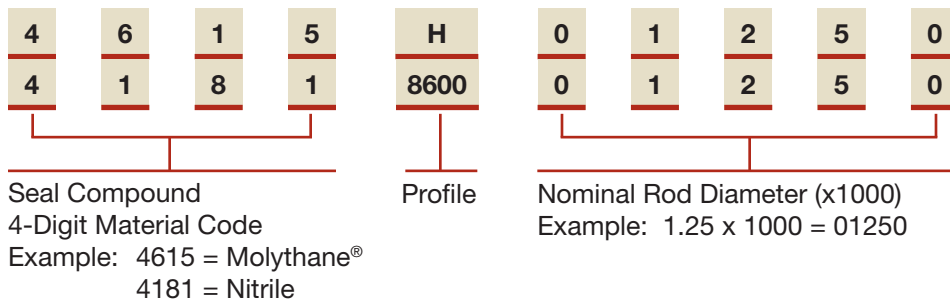 4 6 1 5 H 0 1 2 5 0
4 1 8 1 8600 0 1 2 5 0
Seal Compound
4-Digit Material Code
Example: 4615 = Molythane®
4181 = Nitrile
Profile
Nominal Rod Diameter (x1000)
Example: 1.25 x 1000 = 01250